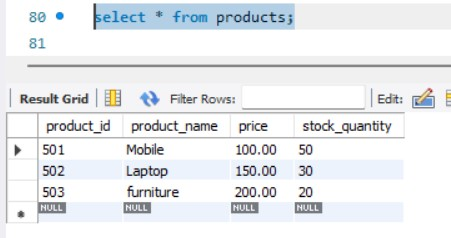 80 select * from products;
81
Result Grid Filter Rows: Edit:
product_id product_name price stock_quantity
501 Mobile 100.00 50
502 Laptop 150.00 30
503 furniture 200.00 20
NULL NULL NULL NULL